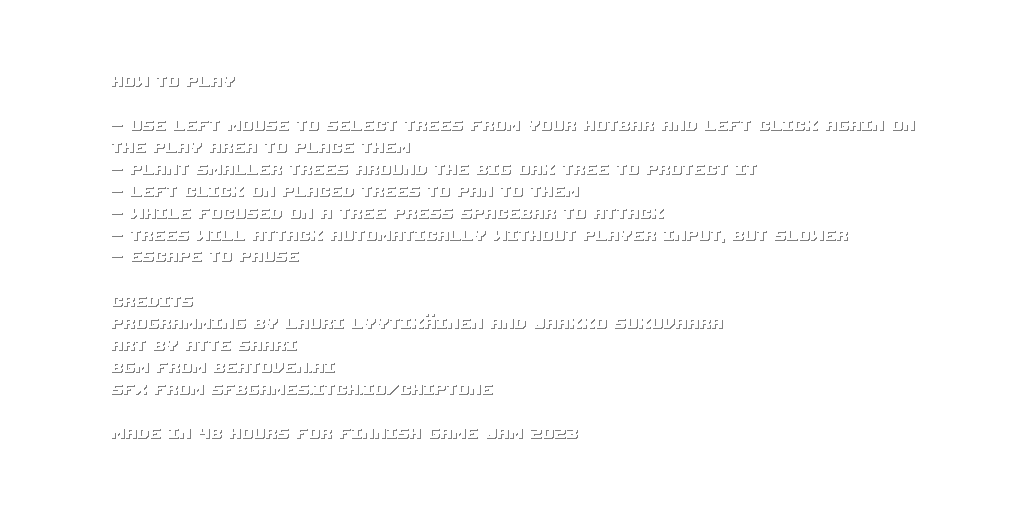 HOW TO PLAY
- USE LEFT MOUSE TO SELECT TREES FROM YOUR HOTBAR AND LEFT CLICK AGAIN ON
THE PLAY AREA TO PLACE THEM
- PLANT SMALLER TREES AROUND THE BIG OAK TREE TO PROTECT IT
- LEFT CLICK ON PLACED TREES TO PAN TO THEM
- WHILE FOCUSED ON A TREE PRESS SPACEBAR TO ATTACK
- TREES WILL ATTACK AUTOMATICALLY WITHOUT PLAYER INPUT, BUT SLOWER
- ESCAPE TO PAUSE
CREDITS
PROGRAMMING BY LAURI LYYTIKÄINEN AND JAAKKO SUKUVAARA
ART BY ATTE SAARI
BGM FROM BEATOVEN.AI
SFX FROM SFBGAMES.ITCH.IO/CHIPTONE
MADE IN 48 HOURS FOR FINNISH GAME JAM 2023